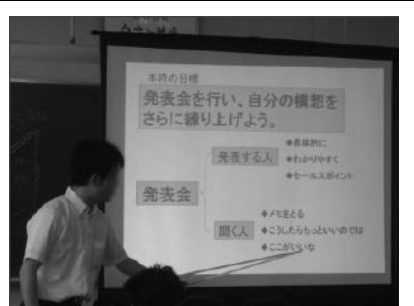 本時の目標
発表会を行い、自分の構想を
さらに練り上げよう。
発表する人
◆具体的に
◆わかりやすく
◆セールスポイント
発表会
聞く人
◆メモをとる
◆こうしたらもっといいのでは
◆ここがいいな